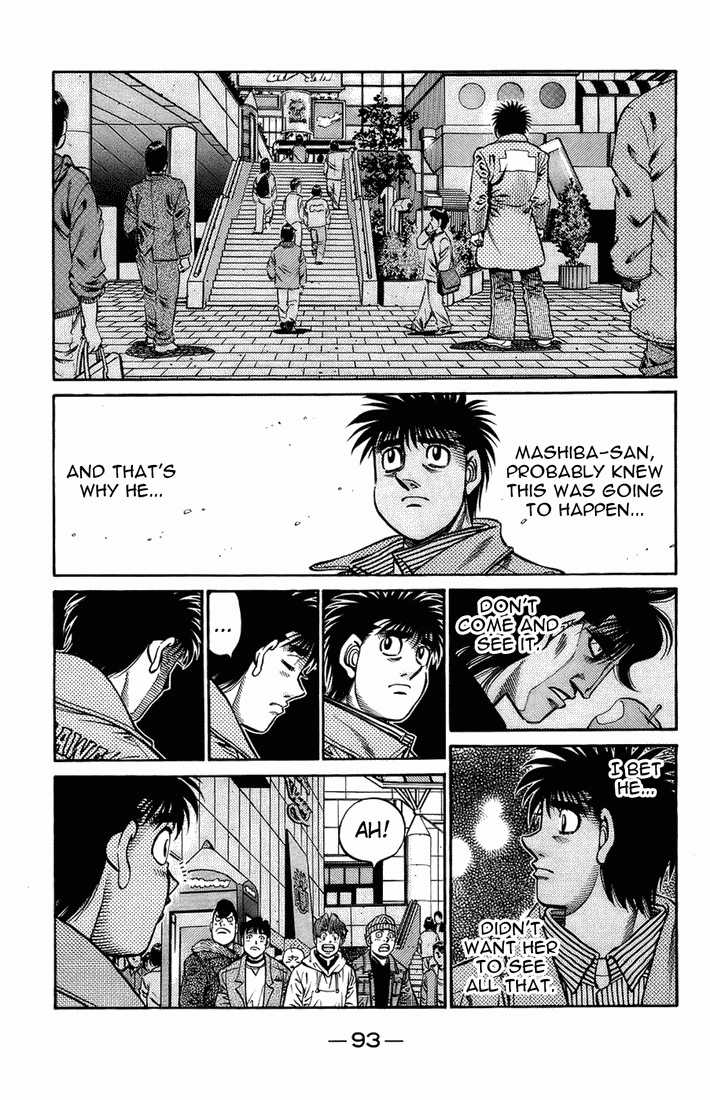 MASHIBA-SAN,
PROBABLY KNEW
THIS WAS GOING
TO HAPPEN...
AND THAT'S
WHY HE...
DON'T
COME AND
SEE IT.
...
I BET
HE...
DIDN'T
WANT HER
TO SEE
ALL THAT.
AH!
—93—